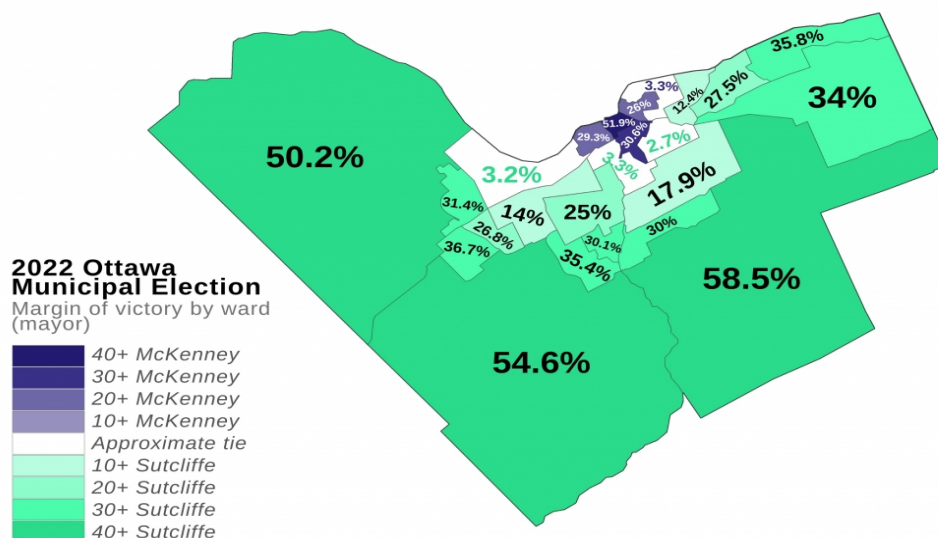 35.8%
3.3%
27.5%
12.4%
34%
26%
51.9%
30.6%
29.3%
2.7%
50.2%
3.3%
3.2%
17.9%
31.4%
14%
25%
26.8%
30%
30.1%
36.7%
35.4%
58.5%
54.6%
2022 Ottawa
Municipal Election
Margin of victory by ward
(mayor)
40+ McKenney
30+ McKenney
20+ McKenney
10+ McKenney
Approximate tie
10+ Sutcliffe
20+ Sutcliffe
30+ Sutcliffe
40+ Sutcliffe